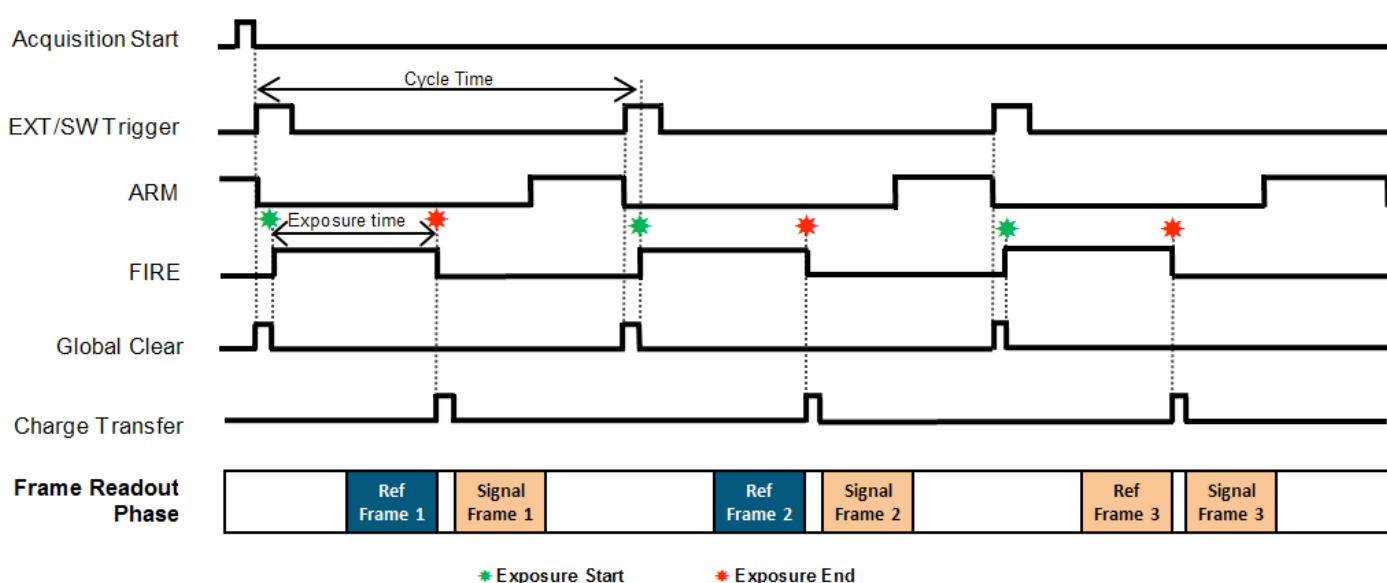 Acquisition Start
Cycle Time
EXT/SW Trigger
ARM
Exposure time
FIRE
Global Clear
Charge Transfer
Frame Readout
Phase
Ref
Frame 1
Signal
Frame 1
Ref
Frame 2
Signal
Frame 2
Ref
Frame 3
Signal
Frame 3
Exposure Start
Exposure End